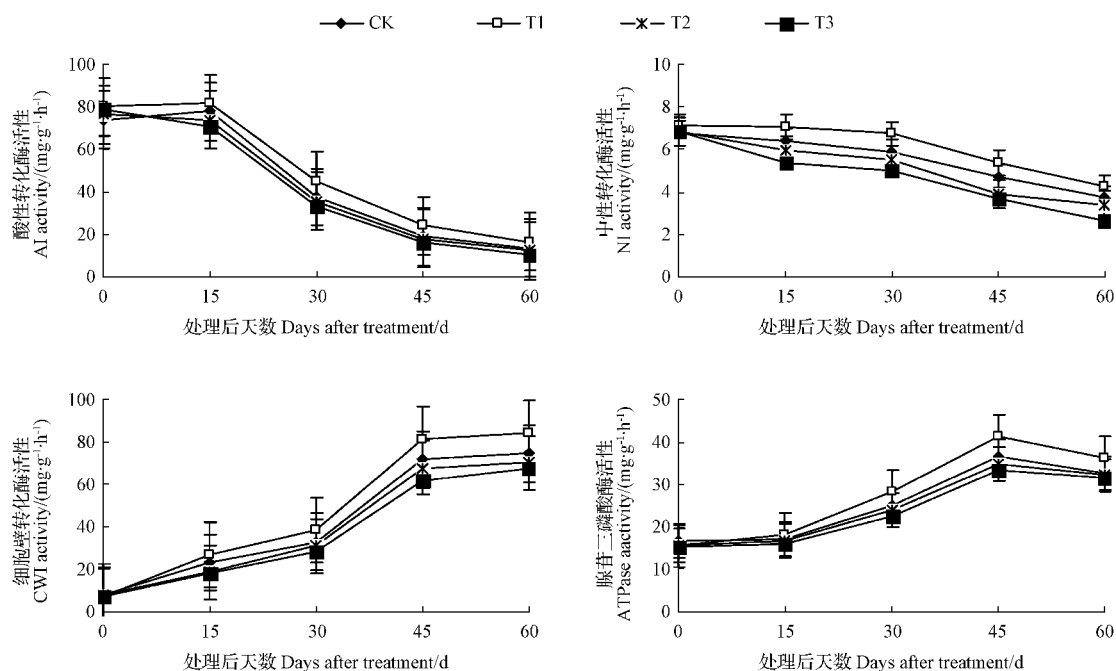 CK T1 T2 T3
酸性转化酶活性
AI activity/(mg·g⁻¹·h⁻¹)
100
80
60
40
20
0
0 15 30 45 60
处理后天数 Days after treatment/d
中性转化酶活性
NI activity/(mg·g⁻¹·h⁻¹)
10
8
6
4
2
0
0 15 30 45 60
处理后天数 Days after treatment/d
细胞壁转化酶活性
CWI activity/(mg·g⁻¹·h⁻¹)
100
80
60
40
20
0
0 15 30 45 60
处理后天数 Days after treatment/d
腺苷三磷酸酶活性
ATPase aactivity/(mg·g⁻¹·h⁻¹)
50
40
30
20
10
0
0 15 30 45 60
处理后天数 Days after treatment/d